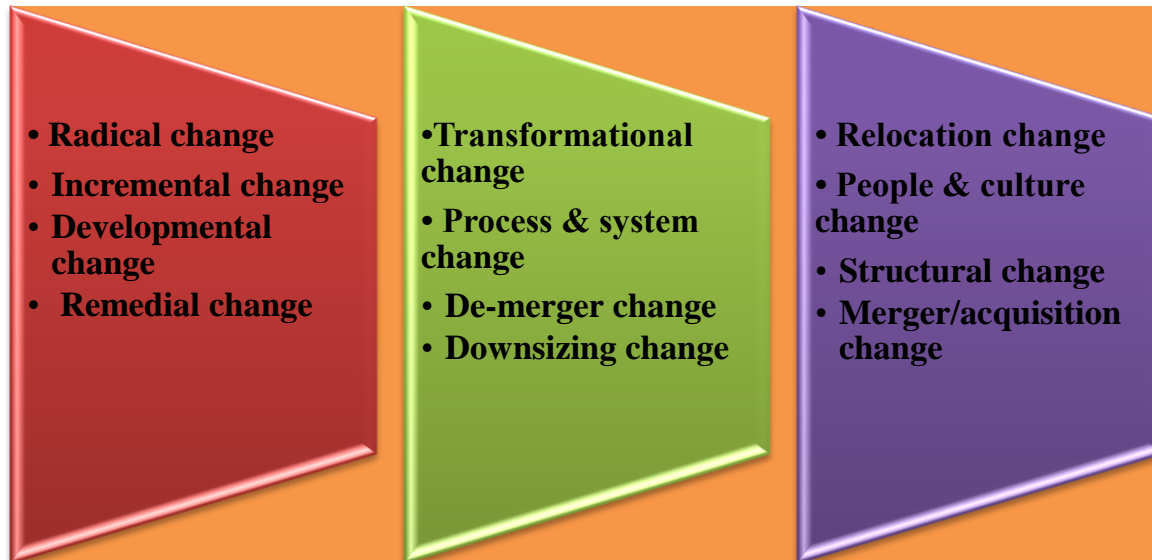 • Radical change
• Incremental change
• Developmental
change
• Remedial change
•Transformational
change
• Process & system
change
• De-merger change
• Downsizing change
• Relocation change
• People & culture
change
• Structural change
• Merger/acquisition
change